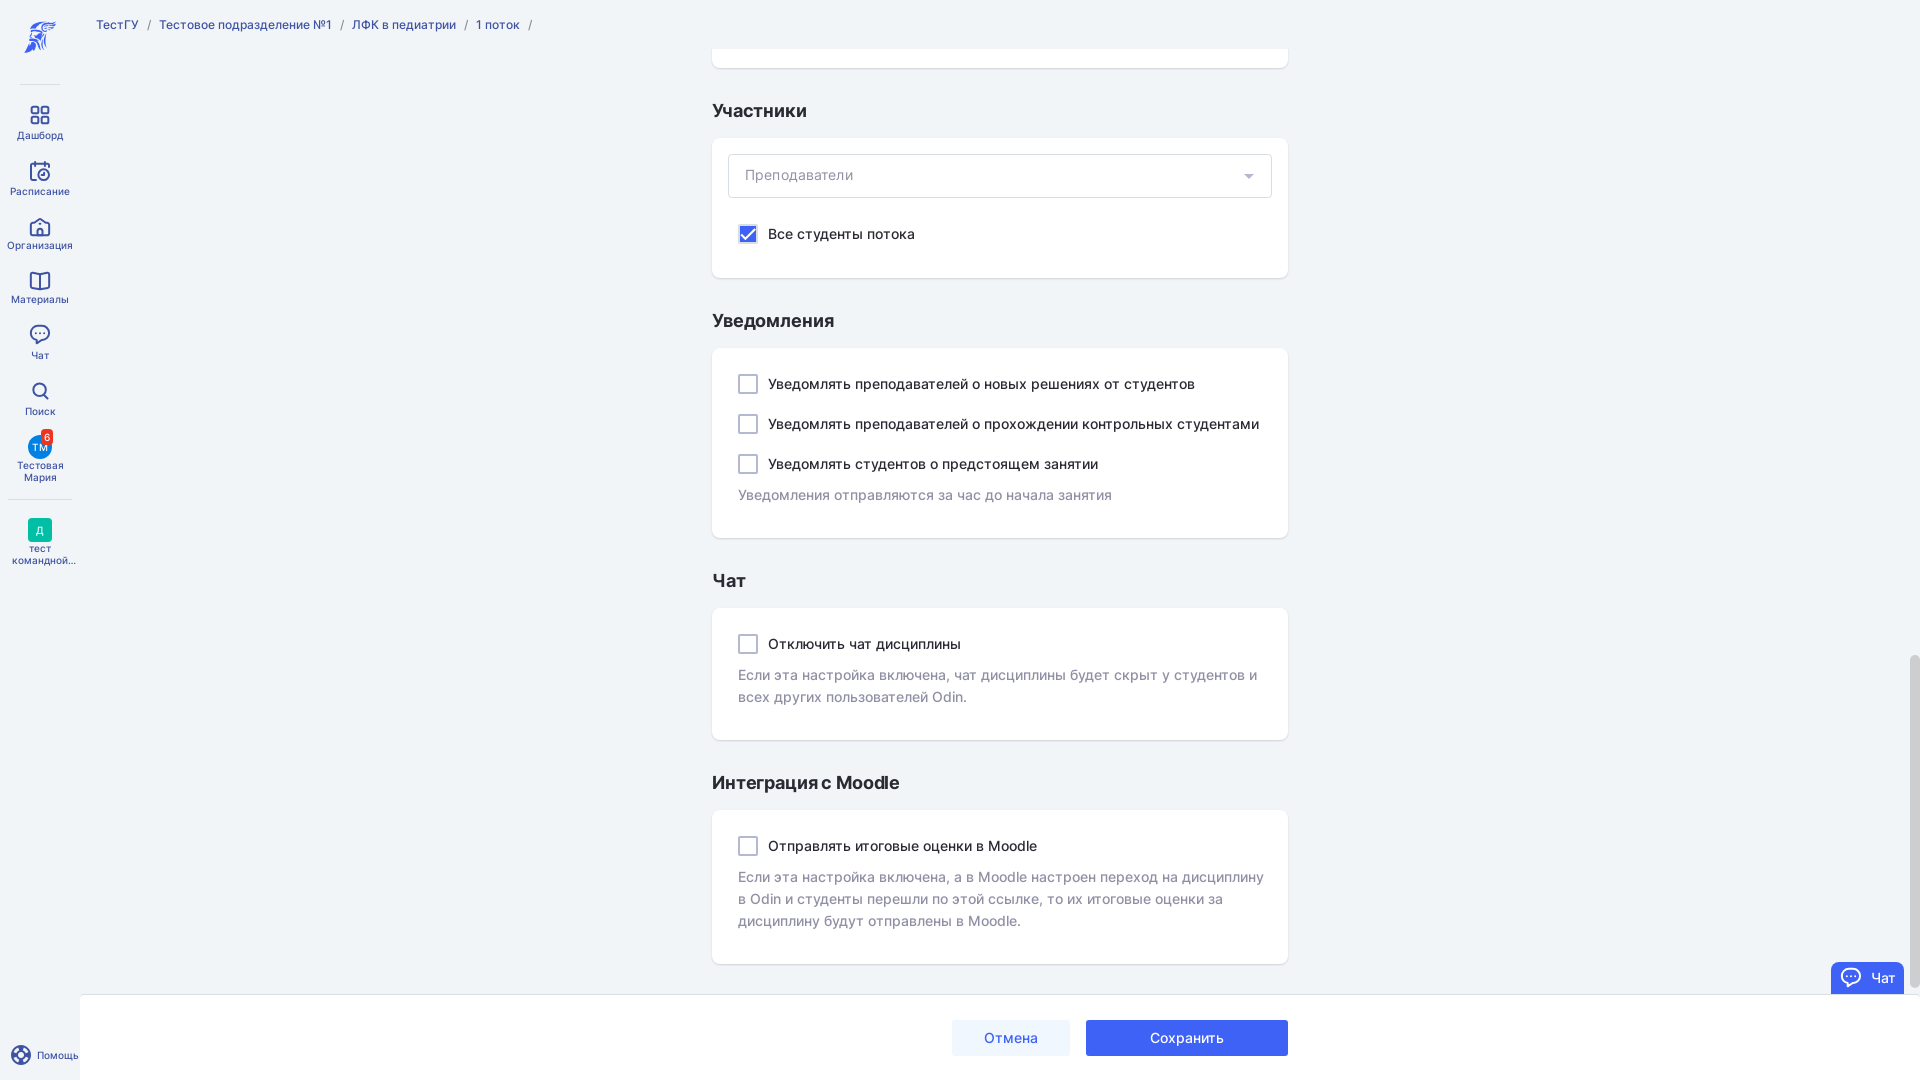 ТестГУ / Тестовое подразделение №1 / ЛФК в педиатрии / 1 поток /
Дашборд
Расписание
Организация
Материалы
Чат
Поиск
ТМ
6
Тестовая
Мария
Д
тест
командной...
Помощь
Участники
Преподаватели
Все студенты потока
Уведомления
Уведомлять преподавателей о новых решениях от студентов
Уведомлять преподавателей о прохождении контрольных студентами
Уведомлять студентов о предстоящем занятии
Уведомления отправляются за час до начала занятия
Чат
Отключить чат дисциплины
Если эта настройка включена, чат дисциплины будет скрыт у студентов и
всех других пользователей Odin.
Интеграция с Moodle
Отправлять итоговые оценки в Moodle
Если эта настройка включена, а в Moodle настроен переход на дисциплину
в Odin и студенты перешли по этой ссылке, то их итоговые оценки за
дисциплину будут отправлены в Moodle.
Чат
Отмена
Сохранить